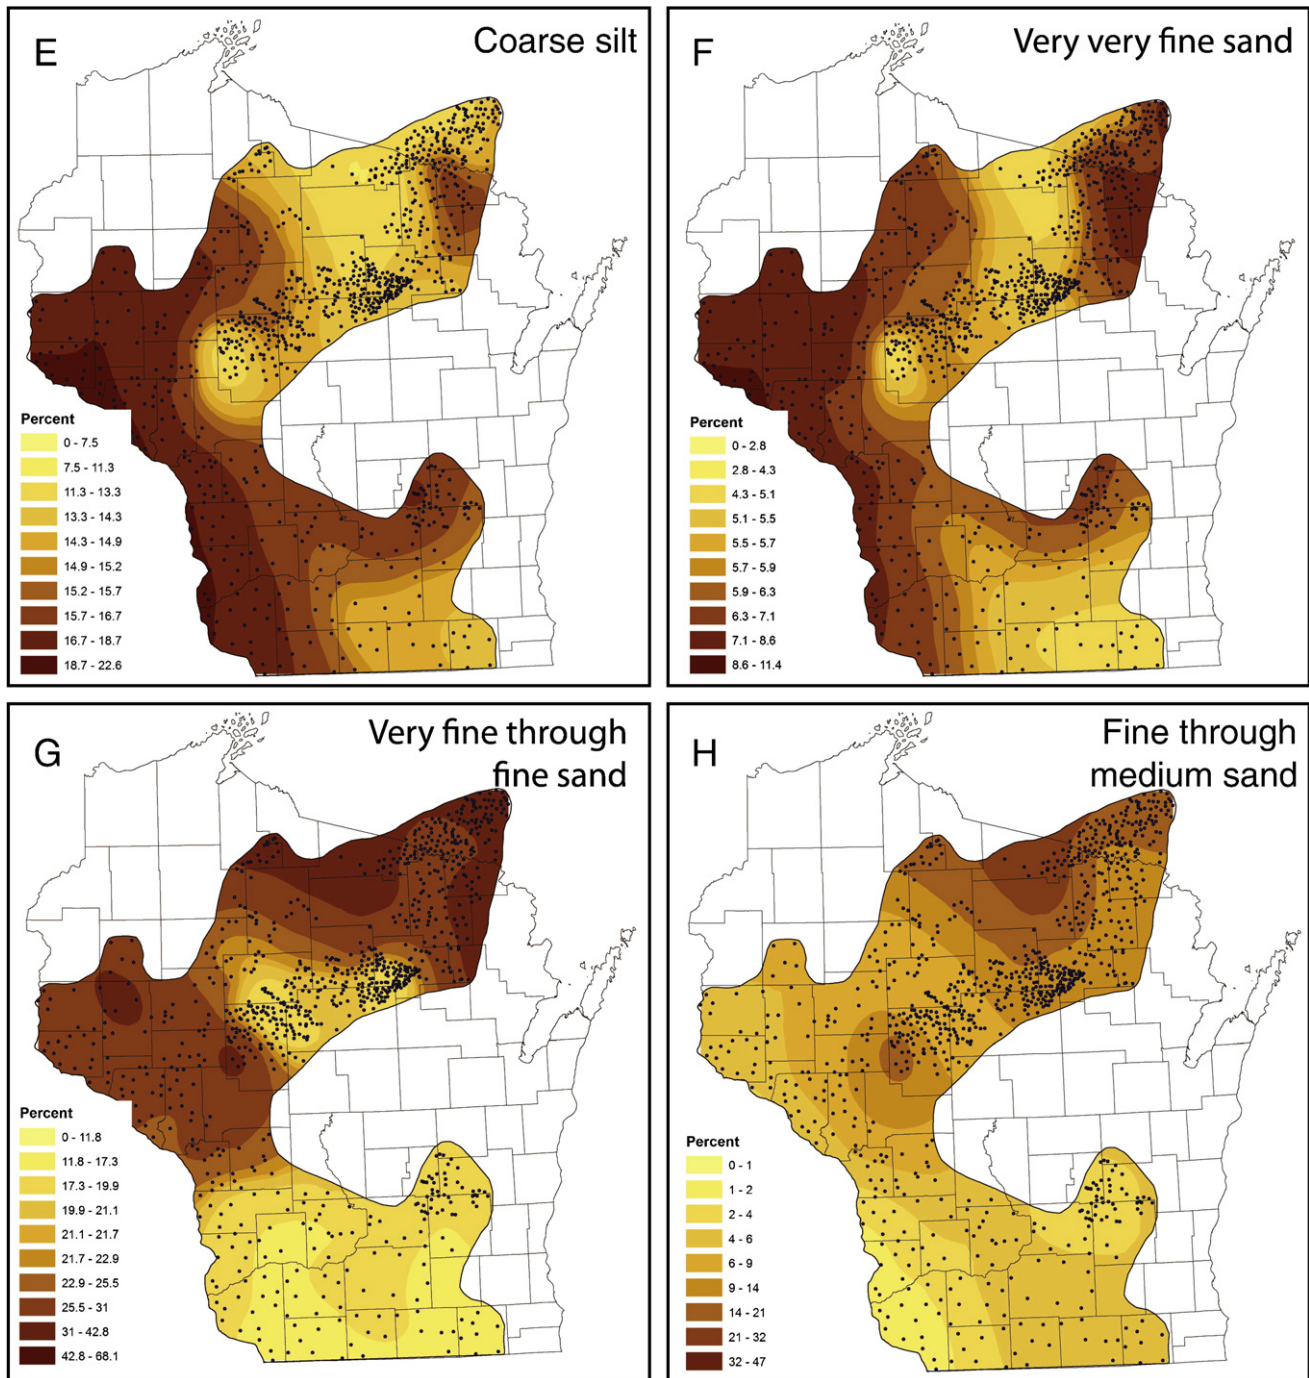 E
Coarse silt
Percent
0 - 7.5
7.5 - 11.3
11.3 - 13.3
13.3 - 14.3
14.3 - 14.9
14.9 - 15.2
15.2 - 15.7
15.7 - 16.7
16.7 - 18.7
18.7 - 22.6
F
Very very fine sand
Percent
0 - 2.8
2.8 - 4.3
4.3 - 5.1
5.1 - 5.5
5.5 - 5.7
5.7 - 5.9
5.9 - 6.3
6.3 - 7.1
7.1 - 8.6
8.6 - 11.4
G
Very fine through
fine sand
Percent
0 - 11.8
11.8 - 17.3
17.3 - 19.9
19.9 - 21.1
21.1 - 21.7
21.7 - 22.9
22.9 - 25.5
25.5 - 31
31 - 42.8
42.8 - 68.1
H
Fine through
medium sand
Percent
0 - 1
1 - 2
2 - 4
4 - 6
6 - 9
9 - 14
14 - 21
21 - 32
32 - 47